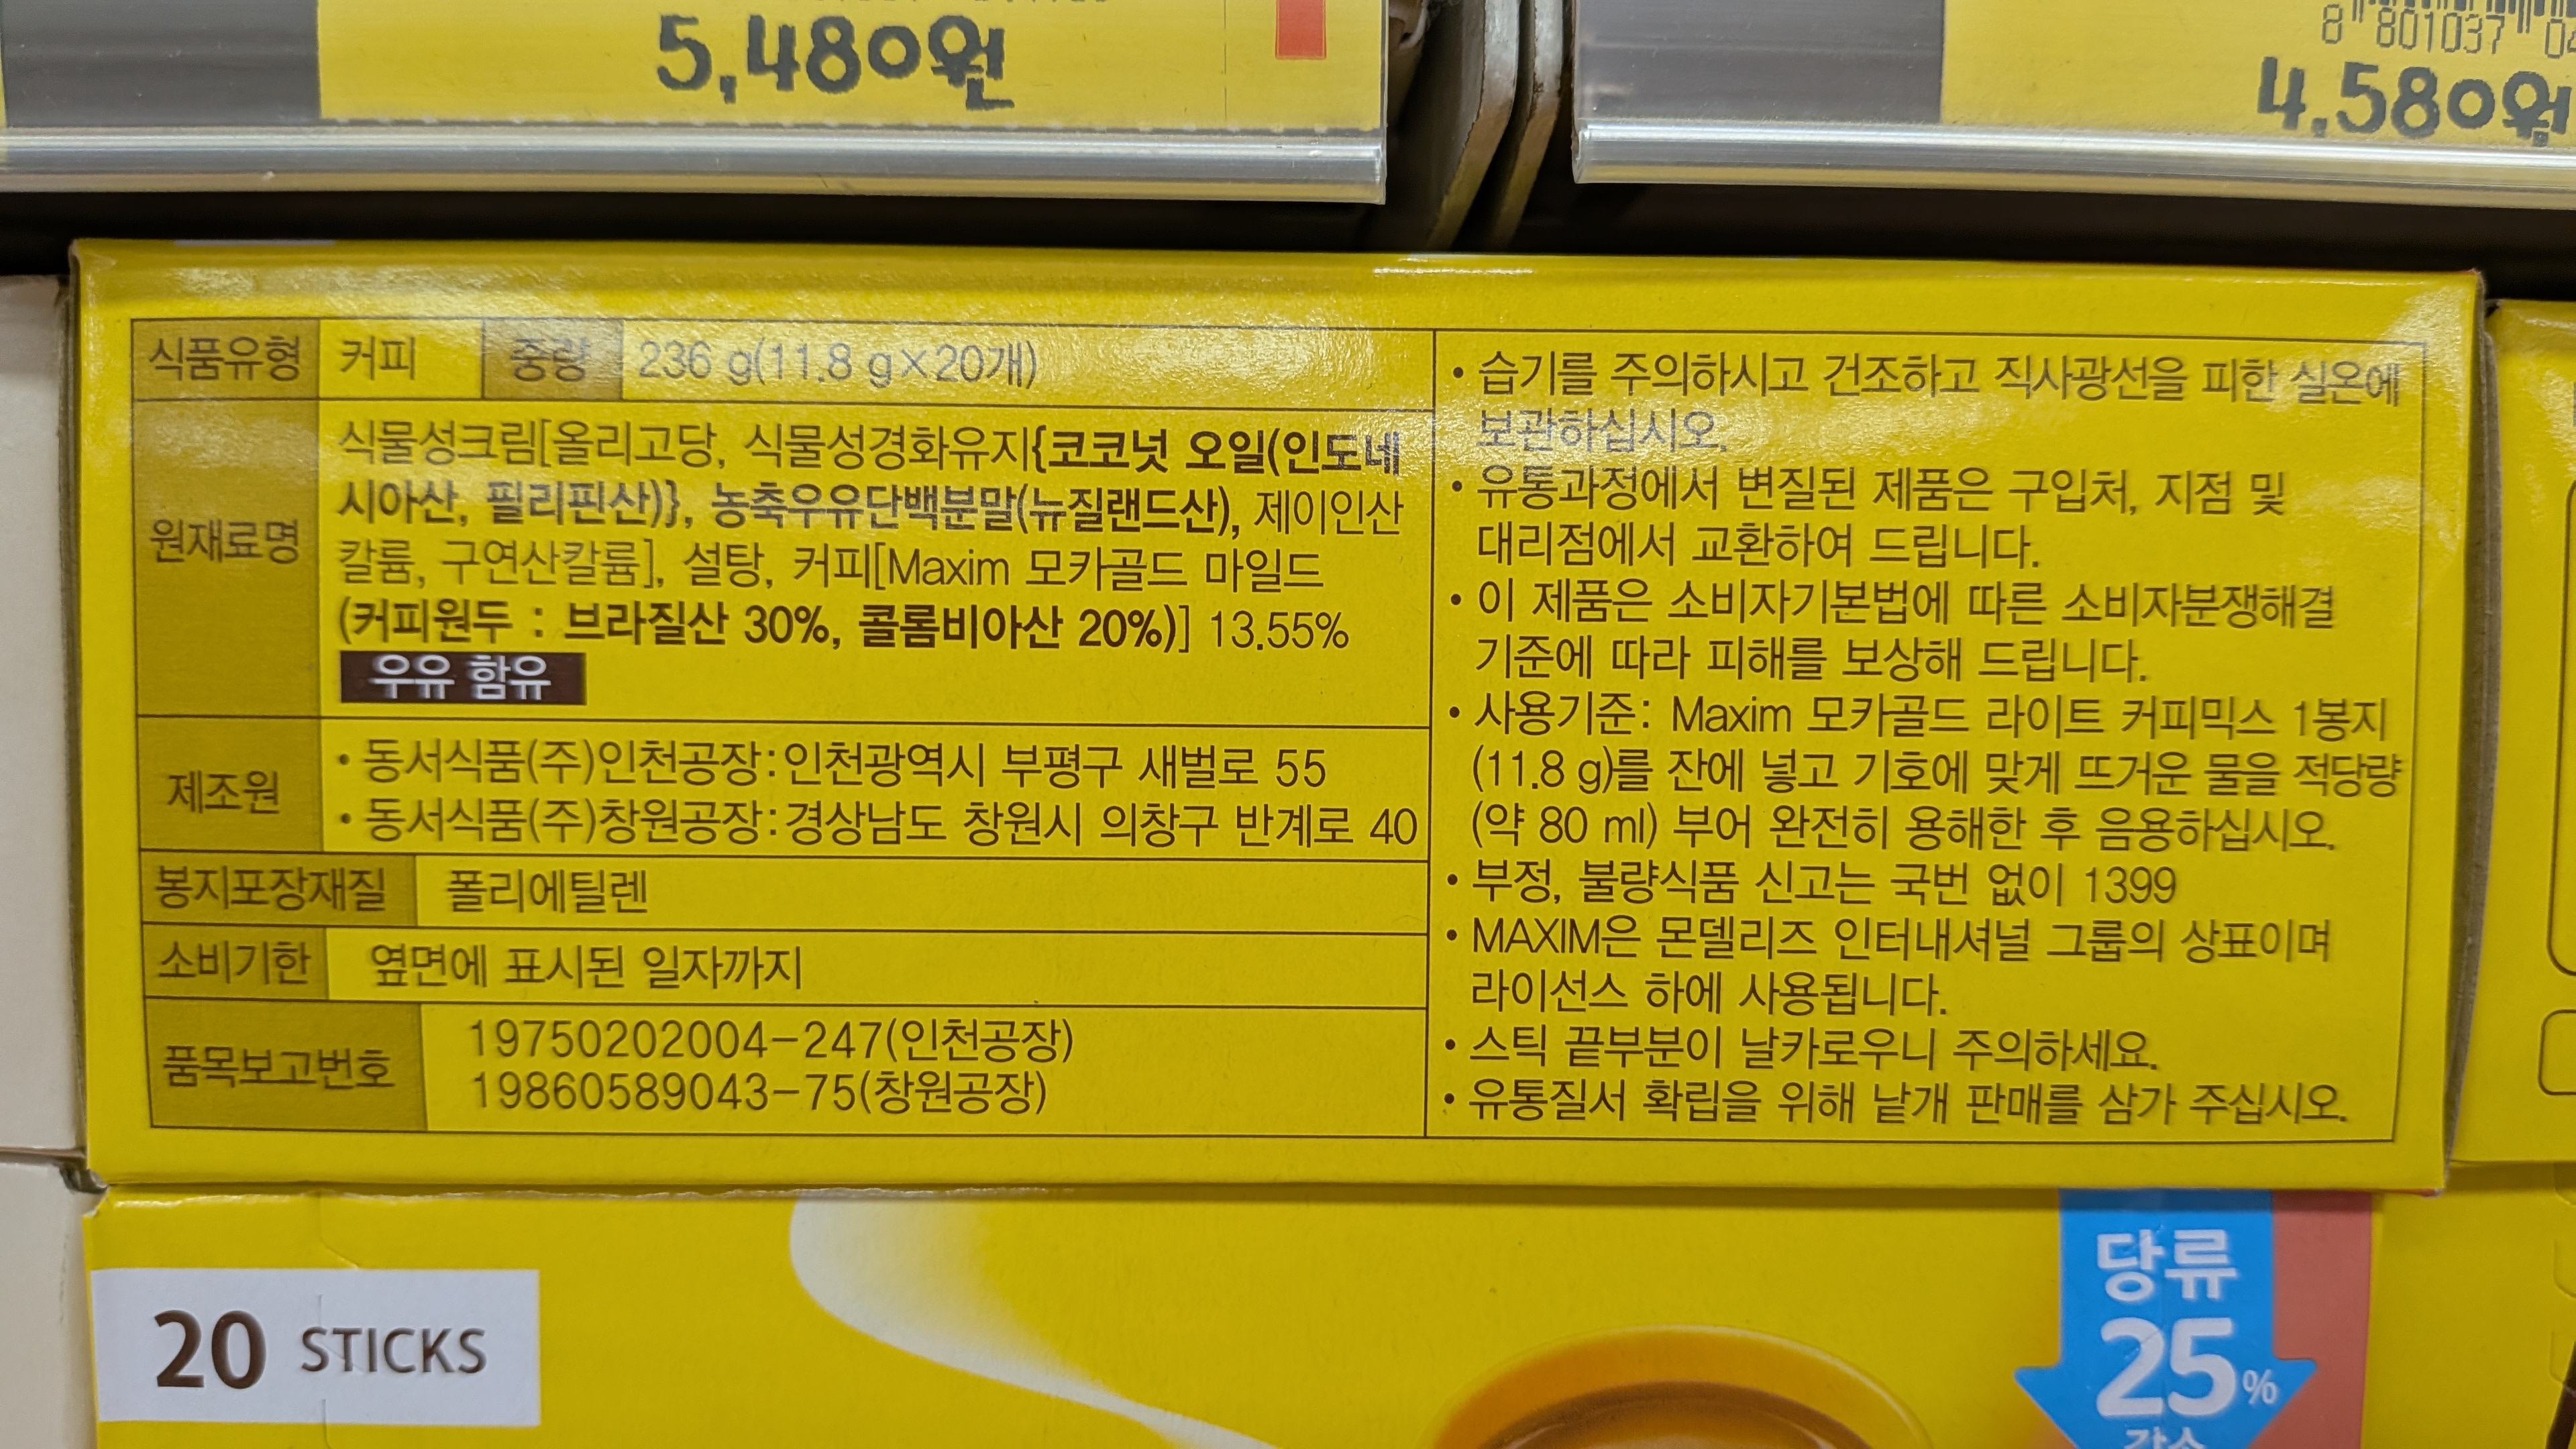 5,480원
8 801037 04
4,580원
식품유형 커피 중량 236 g(11.8 g×20개)
원재료명
식물성크림[올리고당, 식물성경화유지{코코넛 오일(인도네
시아산, 필리핀산)}, 농축우유단백분말(뉴질랜드산), 제이인산
칼륨, 구연산칼륨], 설탕, 커피[Maxim 모카골드 마일드
(커피원두 : 브라질산 30%, 콜롬비아산 20%)] 13.55%
우유 함유
제조원
• 동서식품(주)인천공장:인천광역시 부평구 새벌로 55
• 동서식품(주)창원공장:경상남도 창원시 의창구 반계로 40
봉지포장재질 폴리에틸렌
소비기한 옆면에 표시된 일자까지
품목보고번호
19750202004-247(인천공장)
19860589043-75(창원공장)
• 습기를 주의하시고 건조하고 직사광선을 피한 실온에
보관하십시오.
• 유통과정에서 변질된 제품은 구입처, 지점 및
대리점에서 교환하여 드립니다.
• 이 제품은 소비자기본법에 따른 소비자분쟁해결
기준에 따라 피해를 보상해 드립니다.
• 사용기준: Maxim 모카골드 라이트 커피믹스 1봉지
(11.8 g)를 잔에 넣고 기호에 맞게 뜨거운 물을 적당량
(약 80 ml) 부어 완전히 용해한 후 음용하십시오.
• 부정, 불량식품 신고는 국번 없이 1399
• MAXIM은 몬델리즈 인터내셔널 그룹의 상표이며
라이선스 하에 사용됩니다.
• 스틱 끝부분이 날카로우니 주의하세요.
• 유통질서 확립을 위해 낱개 판매를 삼가 주십시오.
20 STICKS
당류
25%